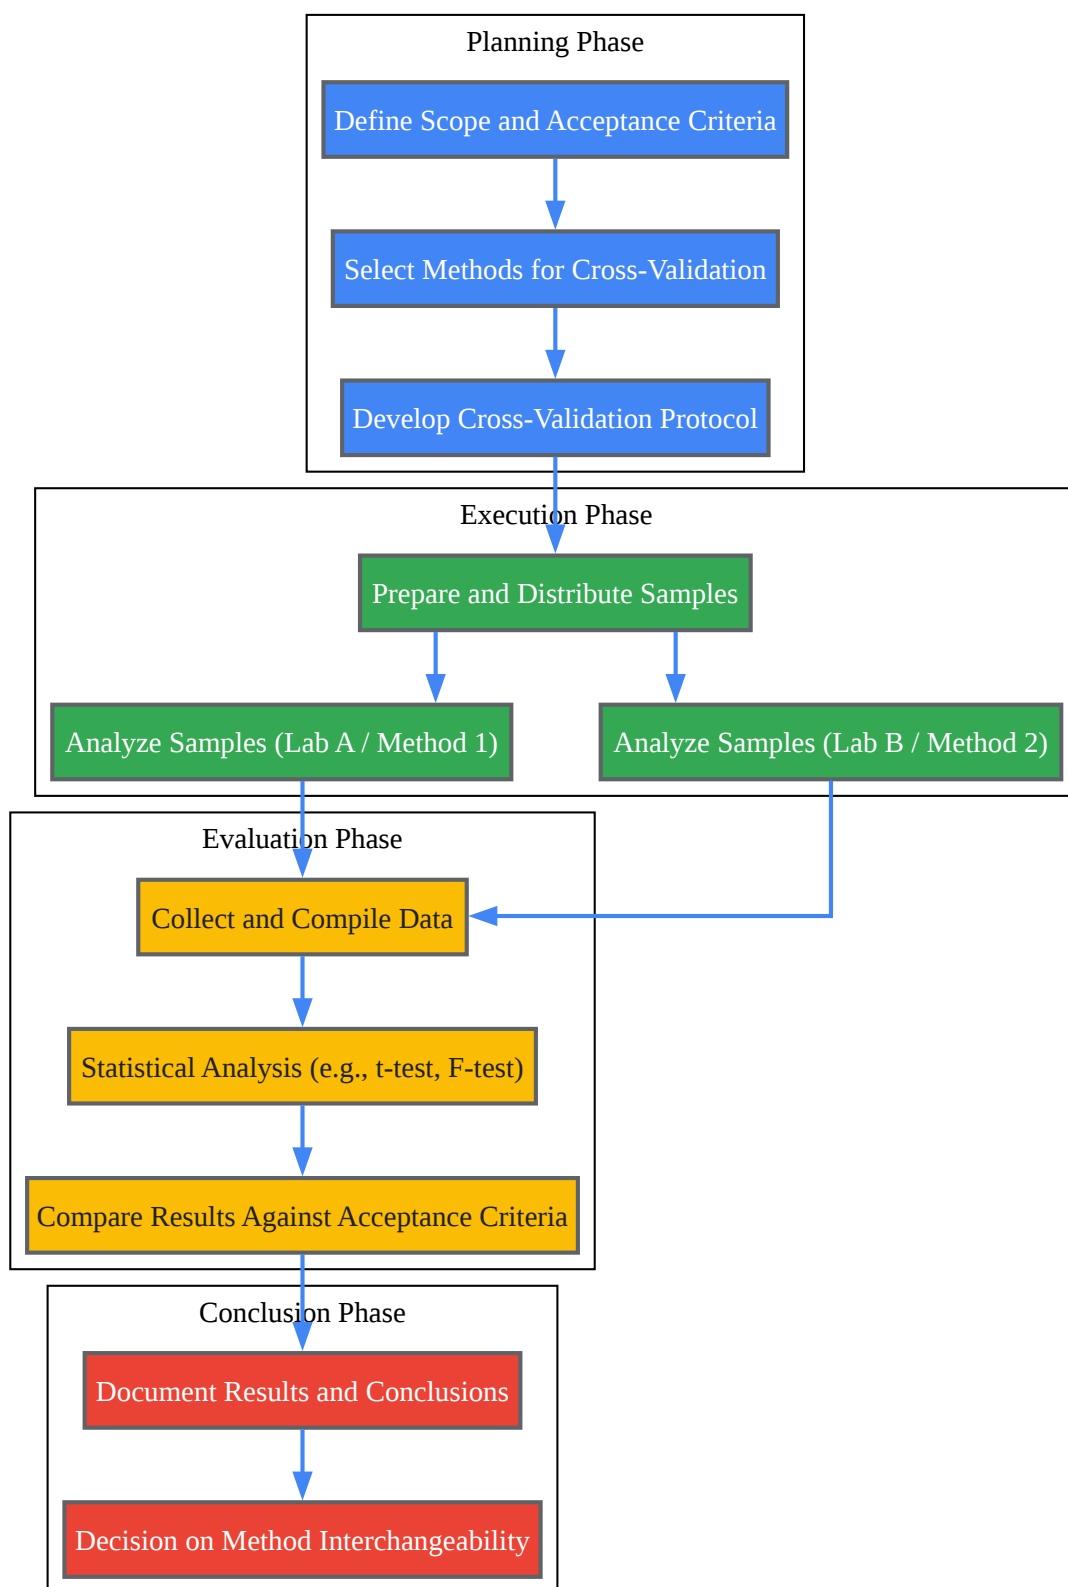 Planning Phase
Define Scope and Acceptance Criteria
Select Methods for Cross-Validation
Develop Cross-Validation Protocol
Execution Phase
Prepare and Distribute Samples
Analyze Samples (Lab A / Method 1)
Analyze Samples (Lab B / Method 2)
Evaluation Phase
Collect and Compile Data
Statistical Analysis (e.g., t-test, F-test)
Compare Results Against Acceptance Criteria
Conclusion Phase
Document Results and Conclusions
Decision on Method Interchangeability